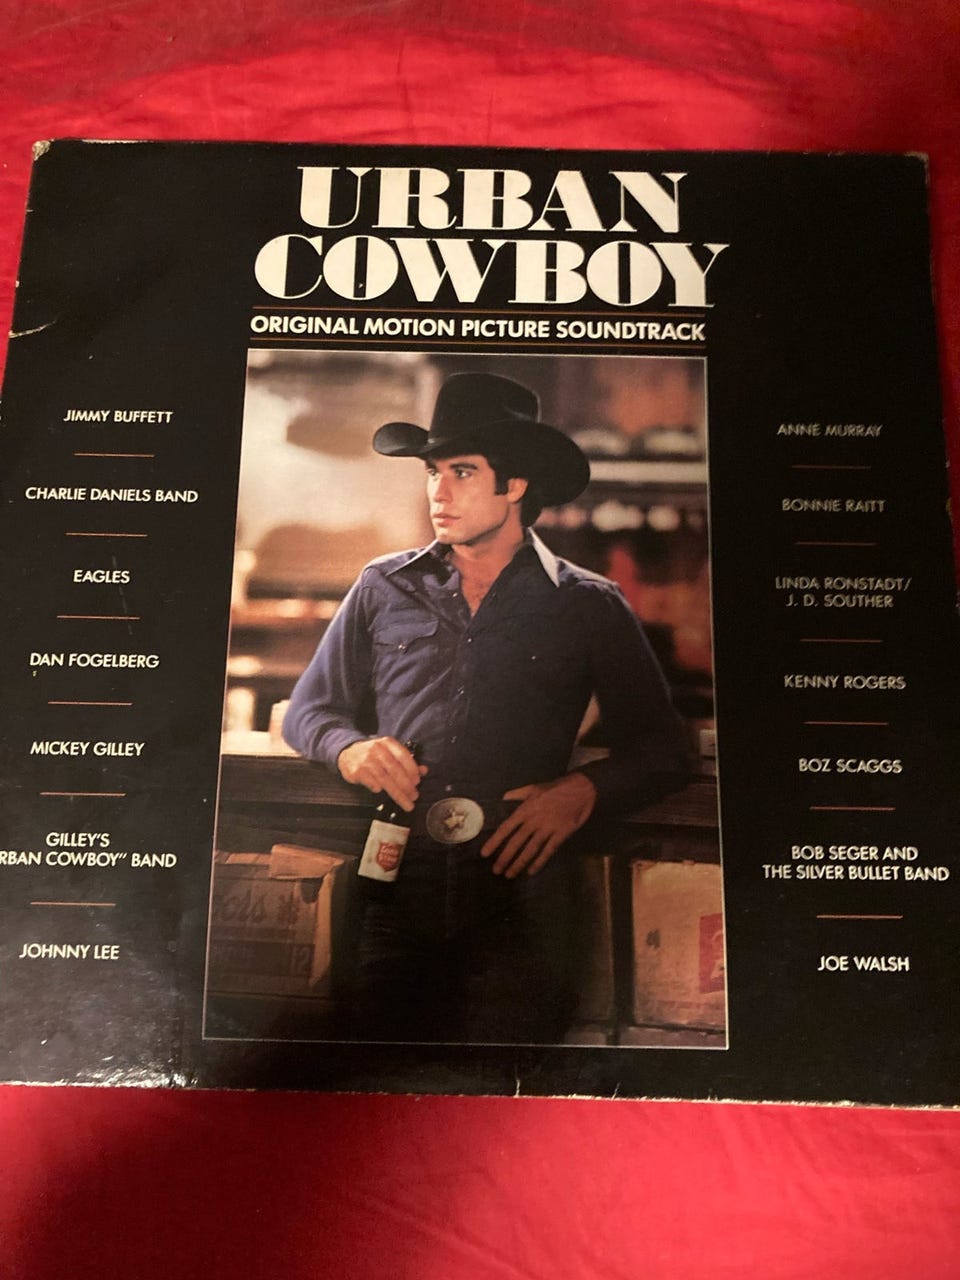 URBAN
COWBOY
ORIGINAL MOTION PICTURE SOUNDTRACK
JIMMY BUFFETT
CHARLIE DANIELS BAND
EAGLES
DAN FOGELBERG
MICKEY GILLEY
GILLEY'S
RBAN COWBOY" BAND
JOHNNY LEE
ANNE MURRAY
BONNIE RAITT
LINDA RONSTADT/
J. D. SOUTHER
KENNY ROGERS
BOZ SCAGGS
BOB SEGER AND
THE SILVER BULLET BAND
JOE WALSH